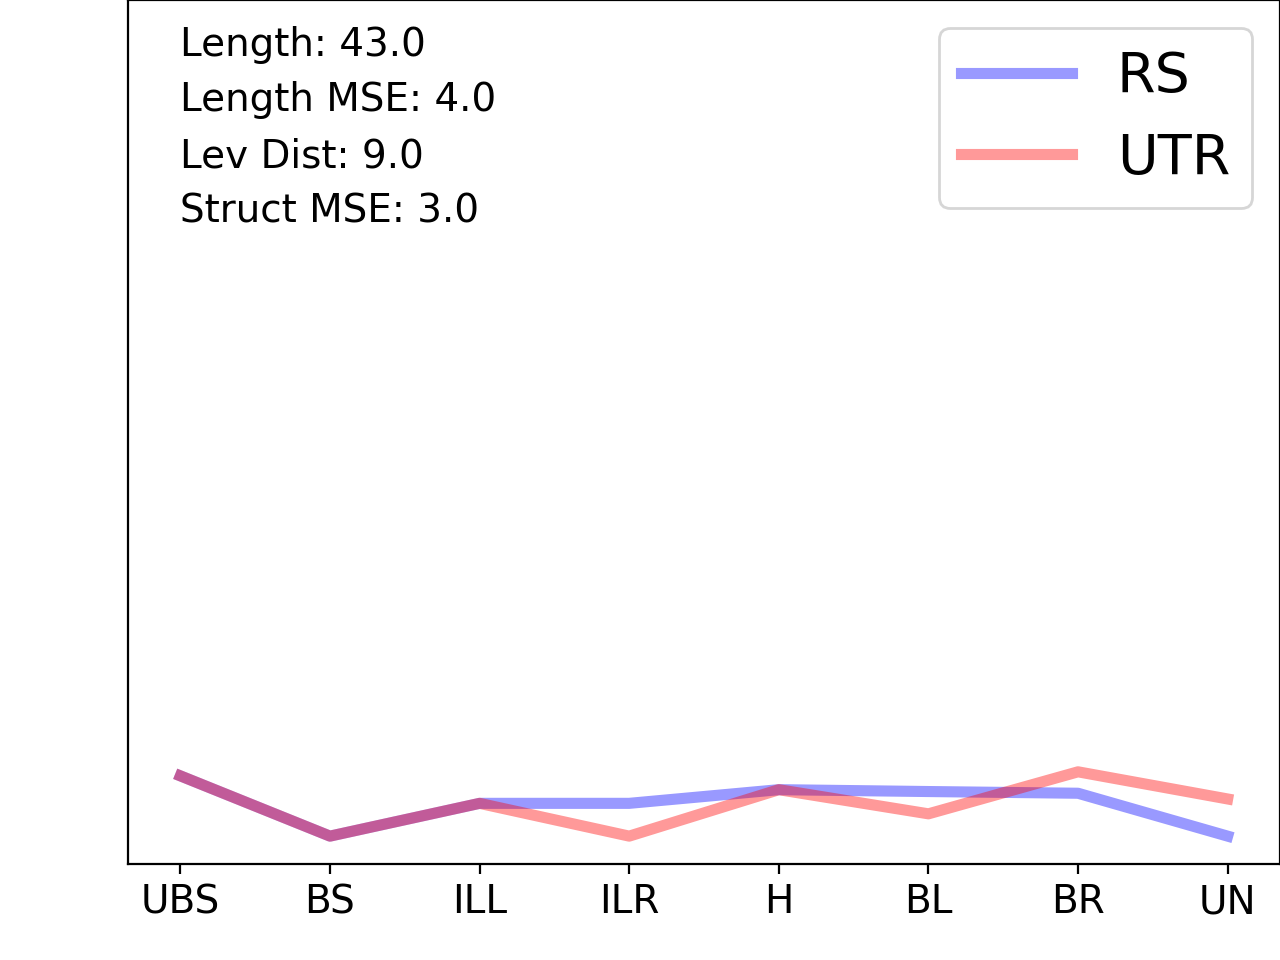 Length: 43.0
Length MSE: 4.0
Lev Dist: 9.0
Struct MSE: 3.0
RS
UTR
UBS BS ILL ILR H BL BR UN